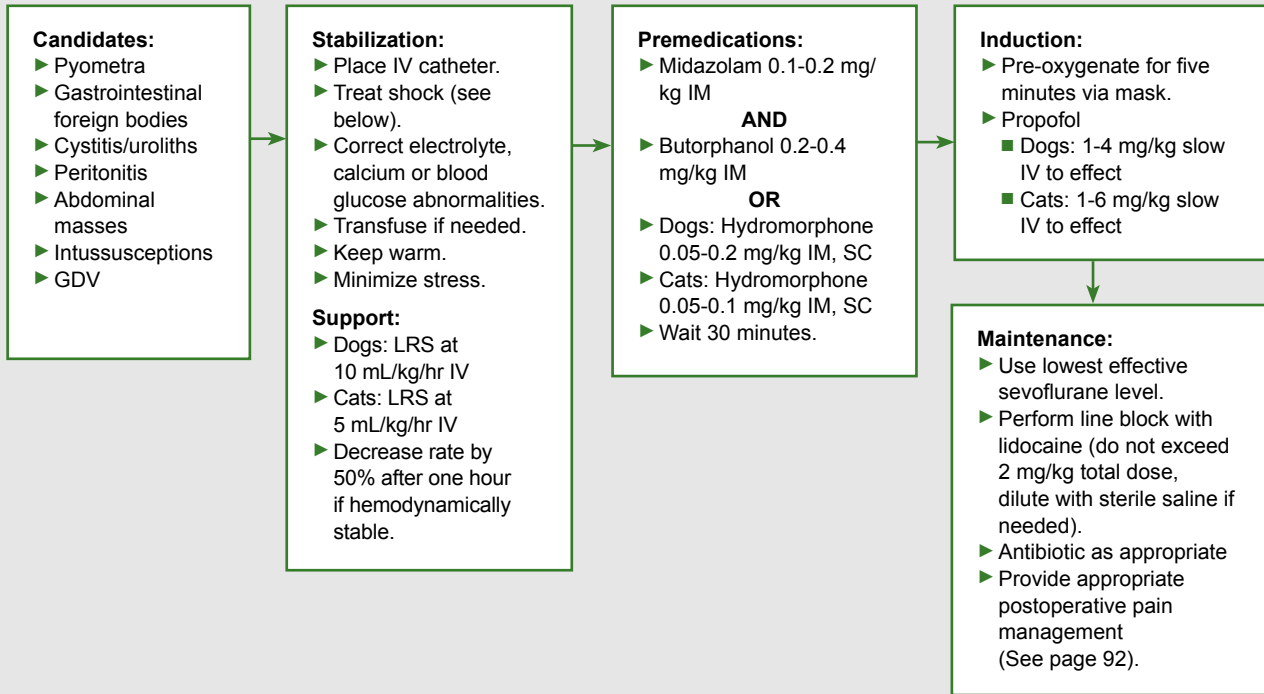 Candidates:
► Pyometra
► Gastrointestinal
foreign bodies
► Cystitis/uroliths
► Peritonitis
► Abdominal
masses
► Intussusceptions
► GDV
Stabilization:
► Place IV catheter.
► Treat shock (see
below).
► Correct electrolyte,
calcium or blood
glucose abnormalities.
► Transfuse if needed.
► Keep warm.
► Minimize stress.
Support:
► Dogs: LRS at
10 mL/kg/hr IV
► Cats: LRS at
5 mL/kg/hr IV
► Decrease rate by
50% after one hour
if hemodynamically
stable.
Premedications:
► Midazolam 0.1-0.2 mg/
kg IM
AND
► Butorphanol 0.2-0.4
mg/kg IM
OR
► Dogs: Hydromorphone
0.05-0.2 mg/kg IM, SC
► Cats: Hydromorphone
0.05-0.1 mg/kg IM, SC
► Wait 30 minutes.
Induction:
► Pre-oxygenate for five
minutes via mask.
► Propofol
■ Dogs: 1-4 mg/kg slow
IV to effect
■ Cats: 1-6 mg/kg slow
IV to effect
Maintenance:
► Use lowest effective
sevoflurane level.
► Perform line block with
lidocaine (do not exceed
2 mg/kg total dose,
dilute with sterile saline if
needed).
► Antibiotic as appropriate
► Provide appropriate
postoperative pain
management
(See page 92).